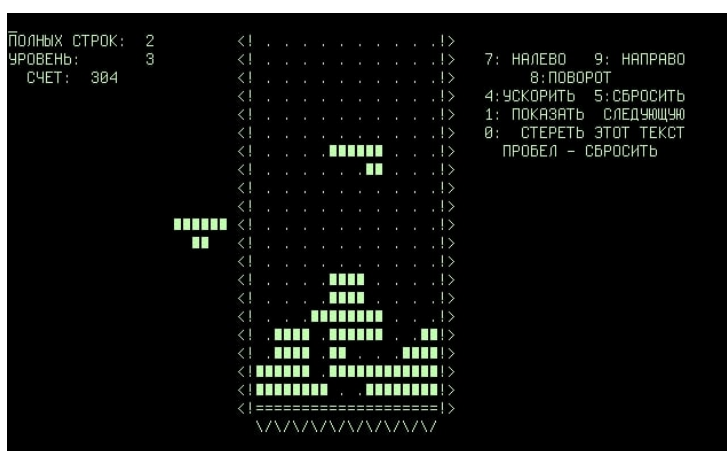 ПОЛНЫХ СТРОК: 2
УРОВЕНЬ: 3
СЧЕТ: 304
7: НАЛЕВО 9: НАПРАВО
8:ПОВОРОТ
4:УСКОРИТЬ 5:СБРОСИТЬ
1: ПОКАЗАТЬ СЛЕДУЮЩУЮ
0: СТЕРЕТЬ ЭТОТ ТЕКСТ
ПРОБЕЛ - СБРОСИТЬ